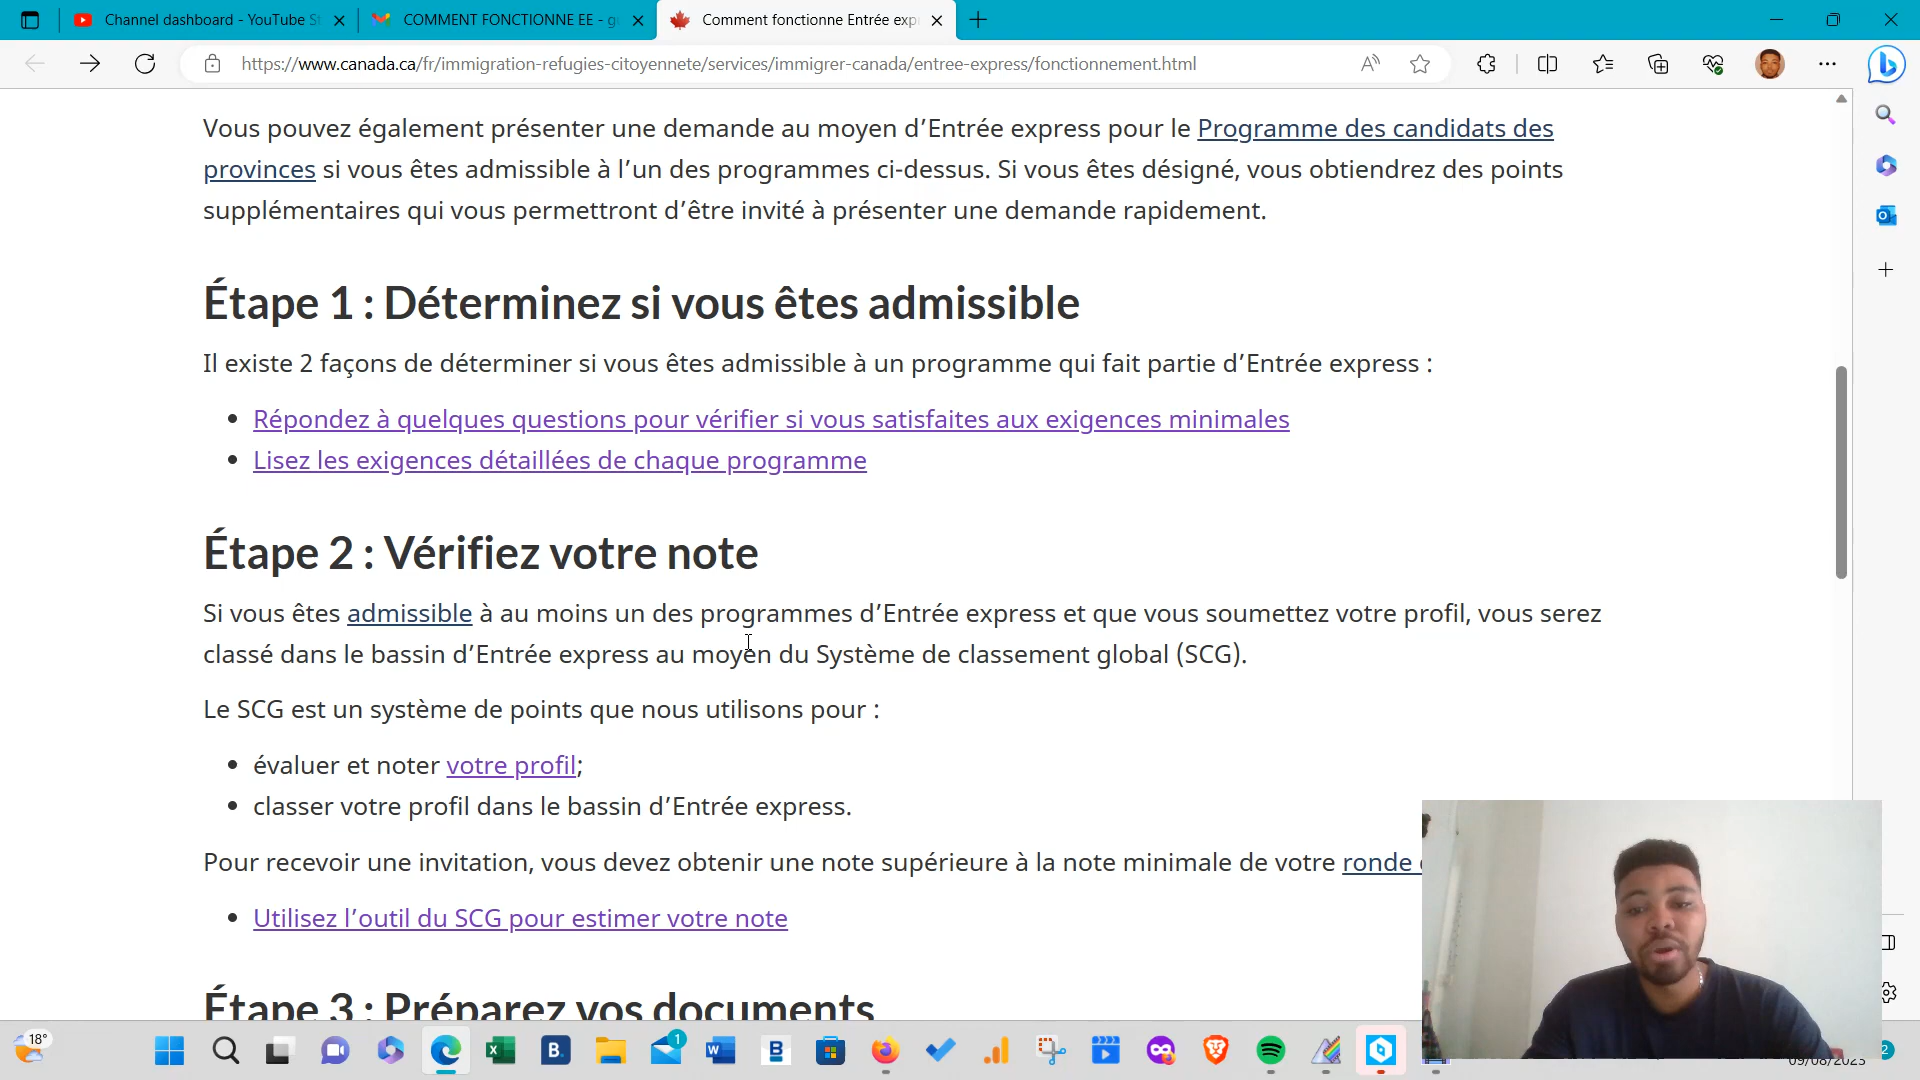 Channel dashboard - YouTube S
COMMENT FONCTIONNE EE - g
Comment fonctionne Entrée exp
https://www.canada.ca/fr/immigration-refugies-citoyennete/services/immigrer-canada/entree-express/fonctionnement.html
Vous pouvez également présenter une demande au moyen d’Entrée express pour le Programme des candidats des
provinces si vous êtes admissible à l’un des programmes ci-dessus. Si vous êtes désigné, vous obtiendrez des points
supplémentaires qui vous permettront d’être invité à présenter une demande rapidement.
Étape 1 : Déterminez si vous êtes admissible
Il existe 2 façons de déterminer si vous êtes admissible à un programme qui fait partie d’Entrée express :
• Répondez à quelques questions pour vérifier si vous satisfaites aux exigences minimales
• Lisez les exigences détaillées de chaque programme
Étape 2 : Vérifiez votre note
Si vous êtes admissible à au moins un des programmes d’Entrée express et que vous soumettez votre profil, vous serez
classé dans le bassin d’Entrée express au moyen du Système de classement global (SCG).
Le SCG est un système de points que nous utilisons pour :
• évaluer et noter votre profil;
• classer votre profil dans le bassin d’Entrée express.
Pour recevoir une invitation, vous devez obtenir une note supérieure à la note minimale de votre ronde
• Utilisez l’outil du SCG pour estimer votre note
Étape 3 : Préparez vos documents
18°
1
09/08/2023
2